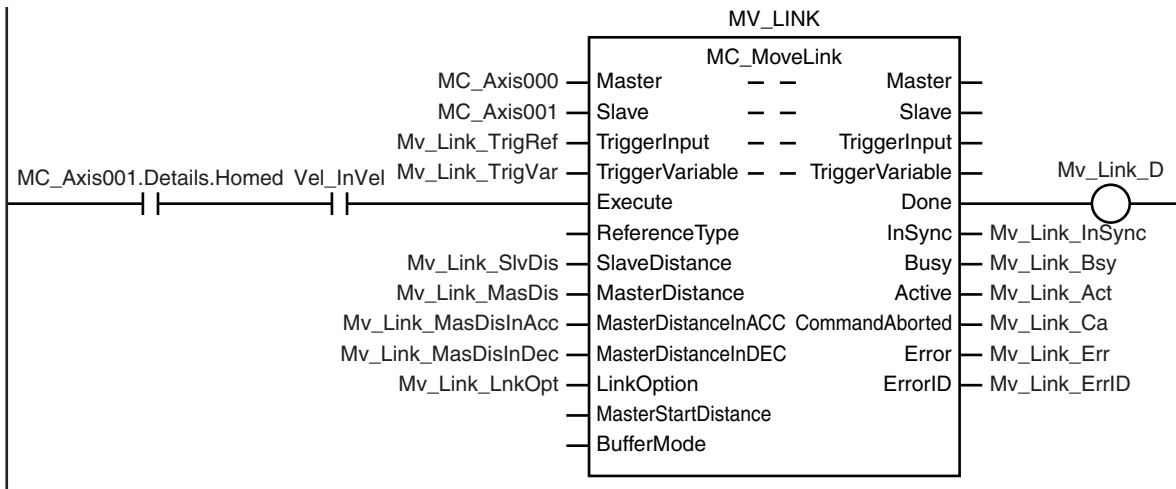 MV_LINK
MC_MoveLink
MC_Axis000 Master – – Master
MC_Axis001 Slave – – Slave
Mv_Link_TrigRef TriggerInput – – TriggerInput
MC_Axis001.Details.Homed Vel_InVel Mv_Link_TrigVar TriggerVariable – – TriggerVariable Mv_Link_D
Execute Done
ReferenceType InSync Mv_Link_InSync
Mv_Link_SlvDis SlaveDistance Busy Mv_Link_Bsy
Mv_Link_MasDis MasterDistance Active Mv_Link_Act
Mv_Link_MasDisInAcc MasterDistanceInACC CommandAborted Mv_Link_Ca
Mv_Link_MasDisInDec MasterDistanceInDEC Error Mv_Link_Err
Mv_Link_LnkOpt LinkOption ErrorID Mv_Link_ErrID
MasterStartDistance
BufferMode